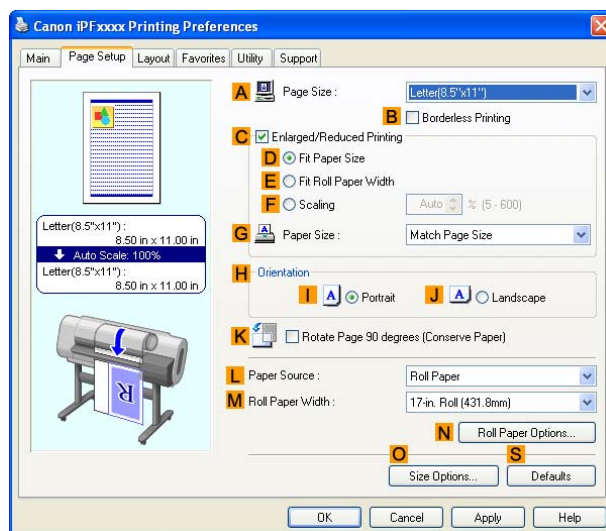 Canon iPFxxxx Printing Preferences
Main Page Setup Layout Favorites Utility Support
A Page Size : Letter(8.5"x11")
B Borderless Printing
C Enlarged/Reduced Printing
D Fit Paper Size
E Fit Roll Paper Width
F Scaling Auto % (5 - 600)
G A Paper Size : Match Page Size
Letter(8.5"x11") :
8.50 in x 11.00 in
Auto Scale: 100%
Letter(8.5"x11") :
8.50 in x 11.00 in
H Orientation
I A Portrait J A Landscape
K Rotate Page 90 degrees (Conserve Paper)
R
L Paper Source : Roll Paper
M Roll Paper Width : 17-in. Roll (431.8mm)
N Roll Paper Options...
O S
Size Options... Defaults
OK Cancel Apply Help